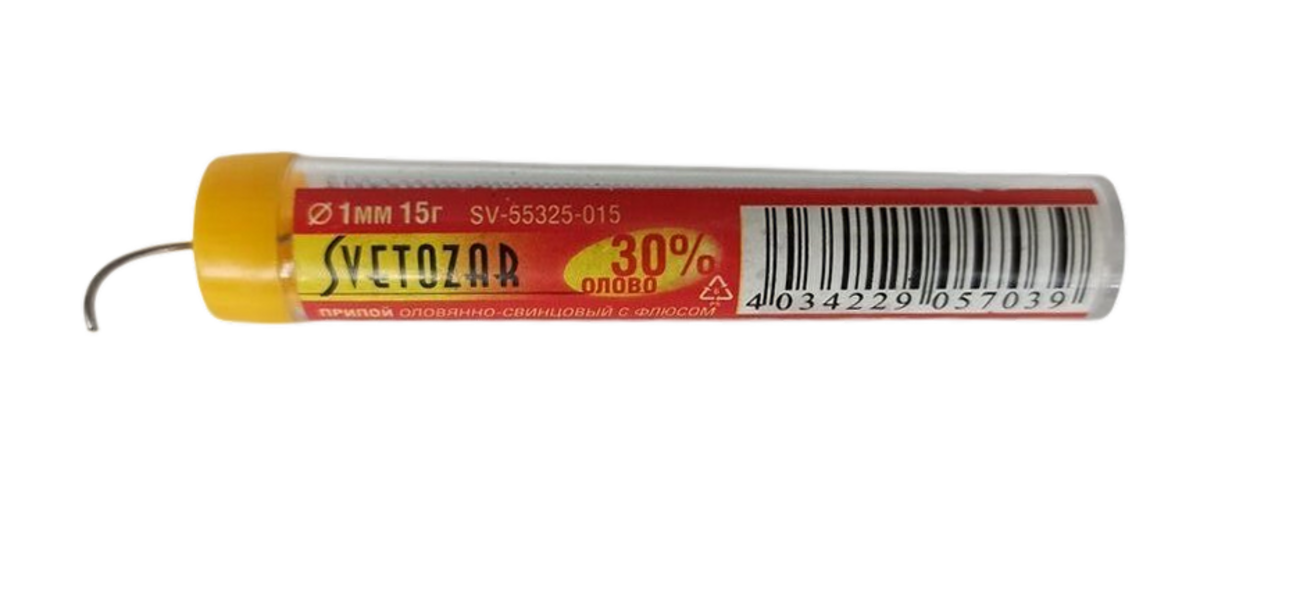 Ø 1мм 15г SV-55325-015
SVETOZAR
30%
ОЛОВО
ПРИПОЙ ОЛОВЯННО-СВИНЦОВЫЙ С ФЛЮСОМ
4 034229 057039